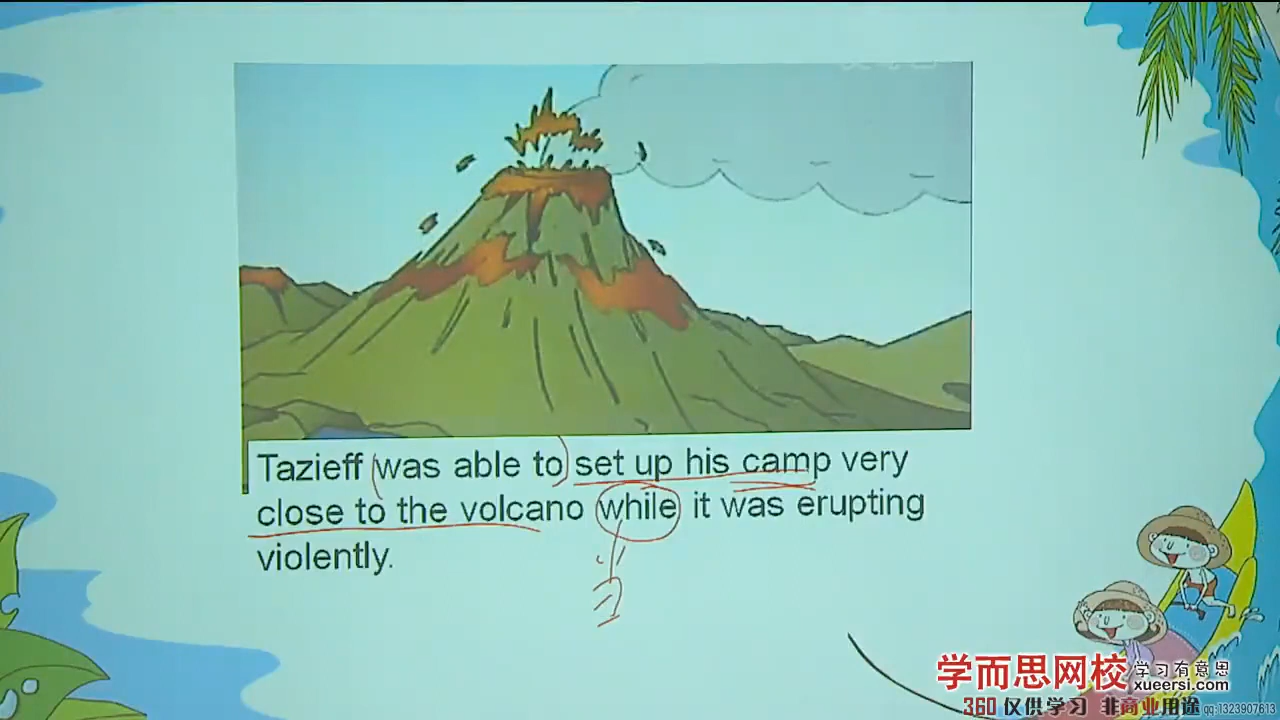 Tazieff was able to set up his camp very
close to the volcano while it was erupting
violently.
学而思网校 学习有意思
xueersi.com
360 仅供学习 非商业用途 qq:1323907613